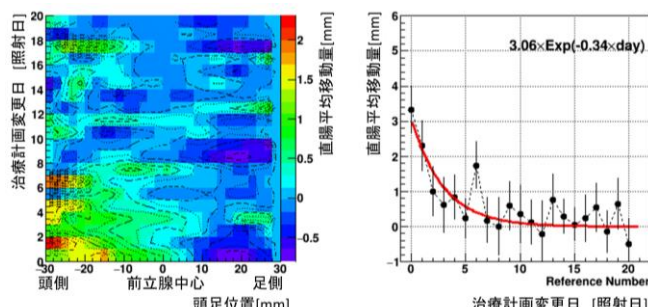 治療計画変更日 [照射日]
20
18
16
14
12
10
8
6
4
2
0
-30 -20 -10 0 10 20 30
頭側 前立腺中心 足側
頭足位置[mm]
2
1.5
1
0.5
0
-0.5
直腸平均移動量[mm]
直腸平均移動量[mm]
6
5
4
3
2
1
0
-1
3.06×Exp(-0.34×day)
0 5 10 15 20
Reference Number
治療計画変更日 [照射日]